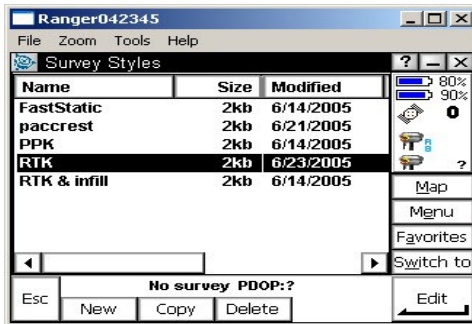 Ranger042345
File Zoom Tools Help
Survey Styles ? 
Name Size Modified
FastStatic 2kb 6/14/2005
paccrest 2kb 6/21/2005
PPK 2kb 6/14/2005
RTK 2kb 6/23/2005
RTK & infill 2kb 6/14/2005
80%
90%
0
?
Map
Menu
Favorites
Switch to
No survey PDOP:?
Esc New Copy Delete Edit